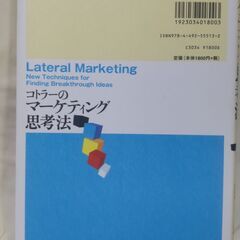 1923034018003
ISBN978-4-492-55513-2
C3034 ¥1800E
定価(本体1800円+税)
Lateral Marketing
New Techniques for
Finding Breakthrough Ideas
コトラーの
マーケティング
思考法